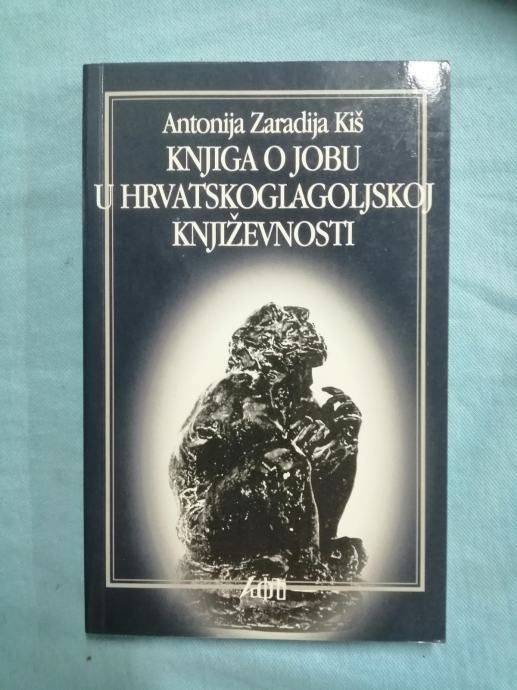 Antonija Zaradija Kiš
KNJIGA O JOBU
U HRVATSKOGLAGOLJSKOJ
KNJIŽEVNOSTI